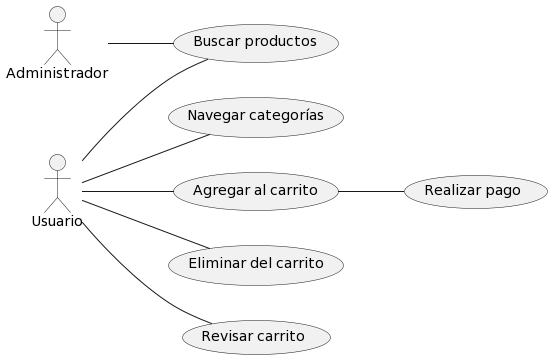 Buscar productos
Administrador
Navegar categorías
Agregar al carrito
Realizar pago
Usuario
Eliminar del carrito
Revisar carrito